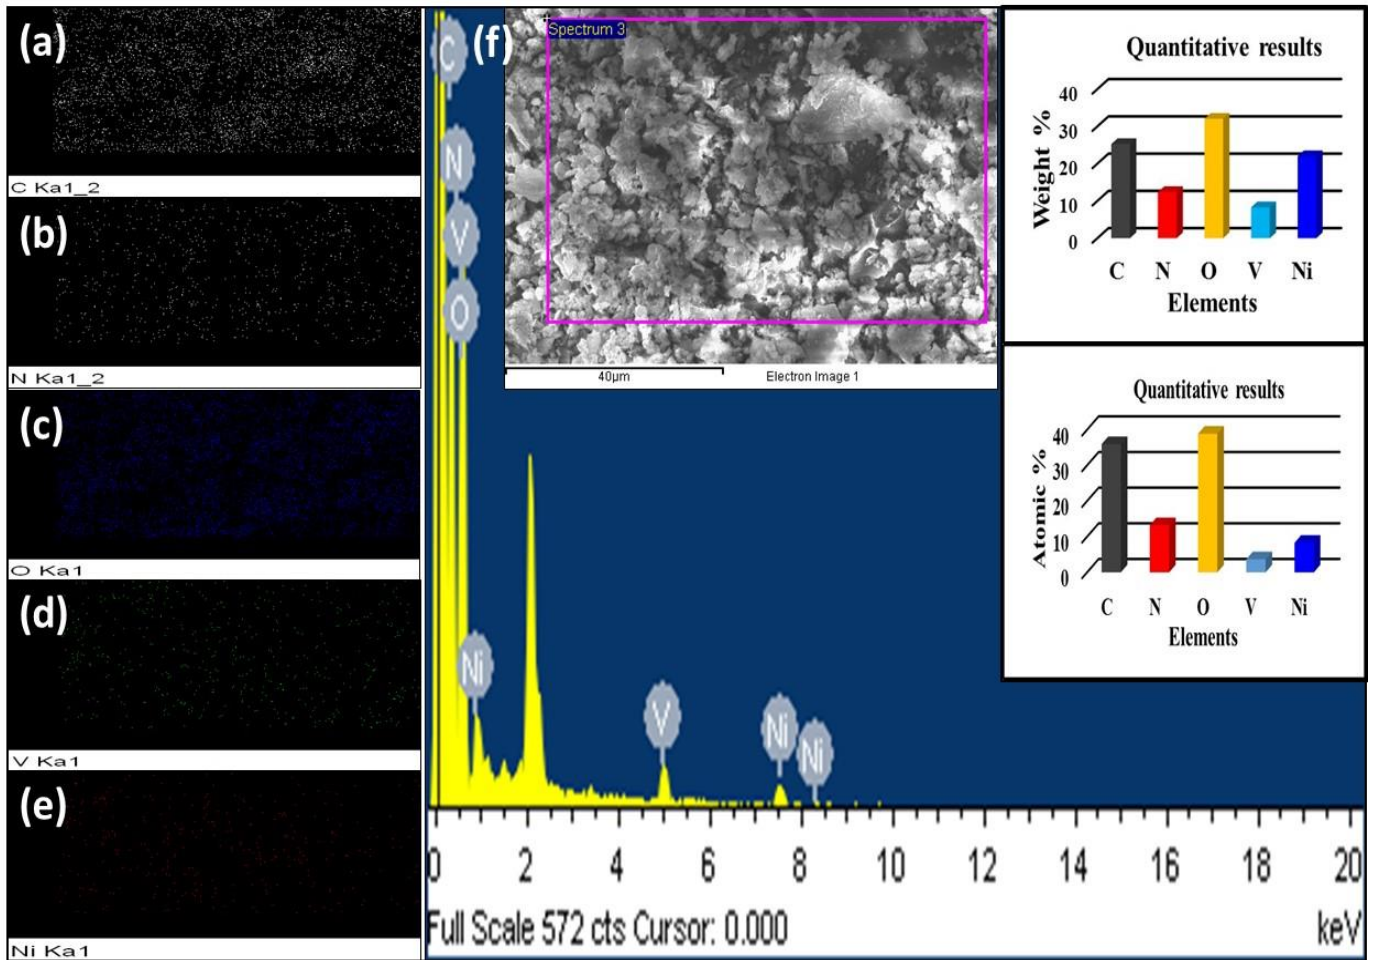 (a)
C Ka1_2
(b)
N Ka1_2
(c)
O Ka1
(d)
V Ka1
(e)
Ni Ka1
(f)
C
N
V
O
Ni
V
Ni
Ni
0 2 4 6 8 10 12 14 16 18 20
Full Scale 572 cts Cursor: 0.000 keV
Spectrum 3
40µm Electron Image 1
Quantitative results
Weight %
40
30
20
10
0
C N O V Ni
Elements
Quantitative results
Atomic %
40
30
20
10
0
C N O V Ni
Elements